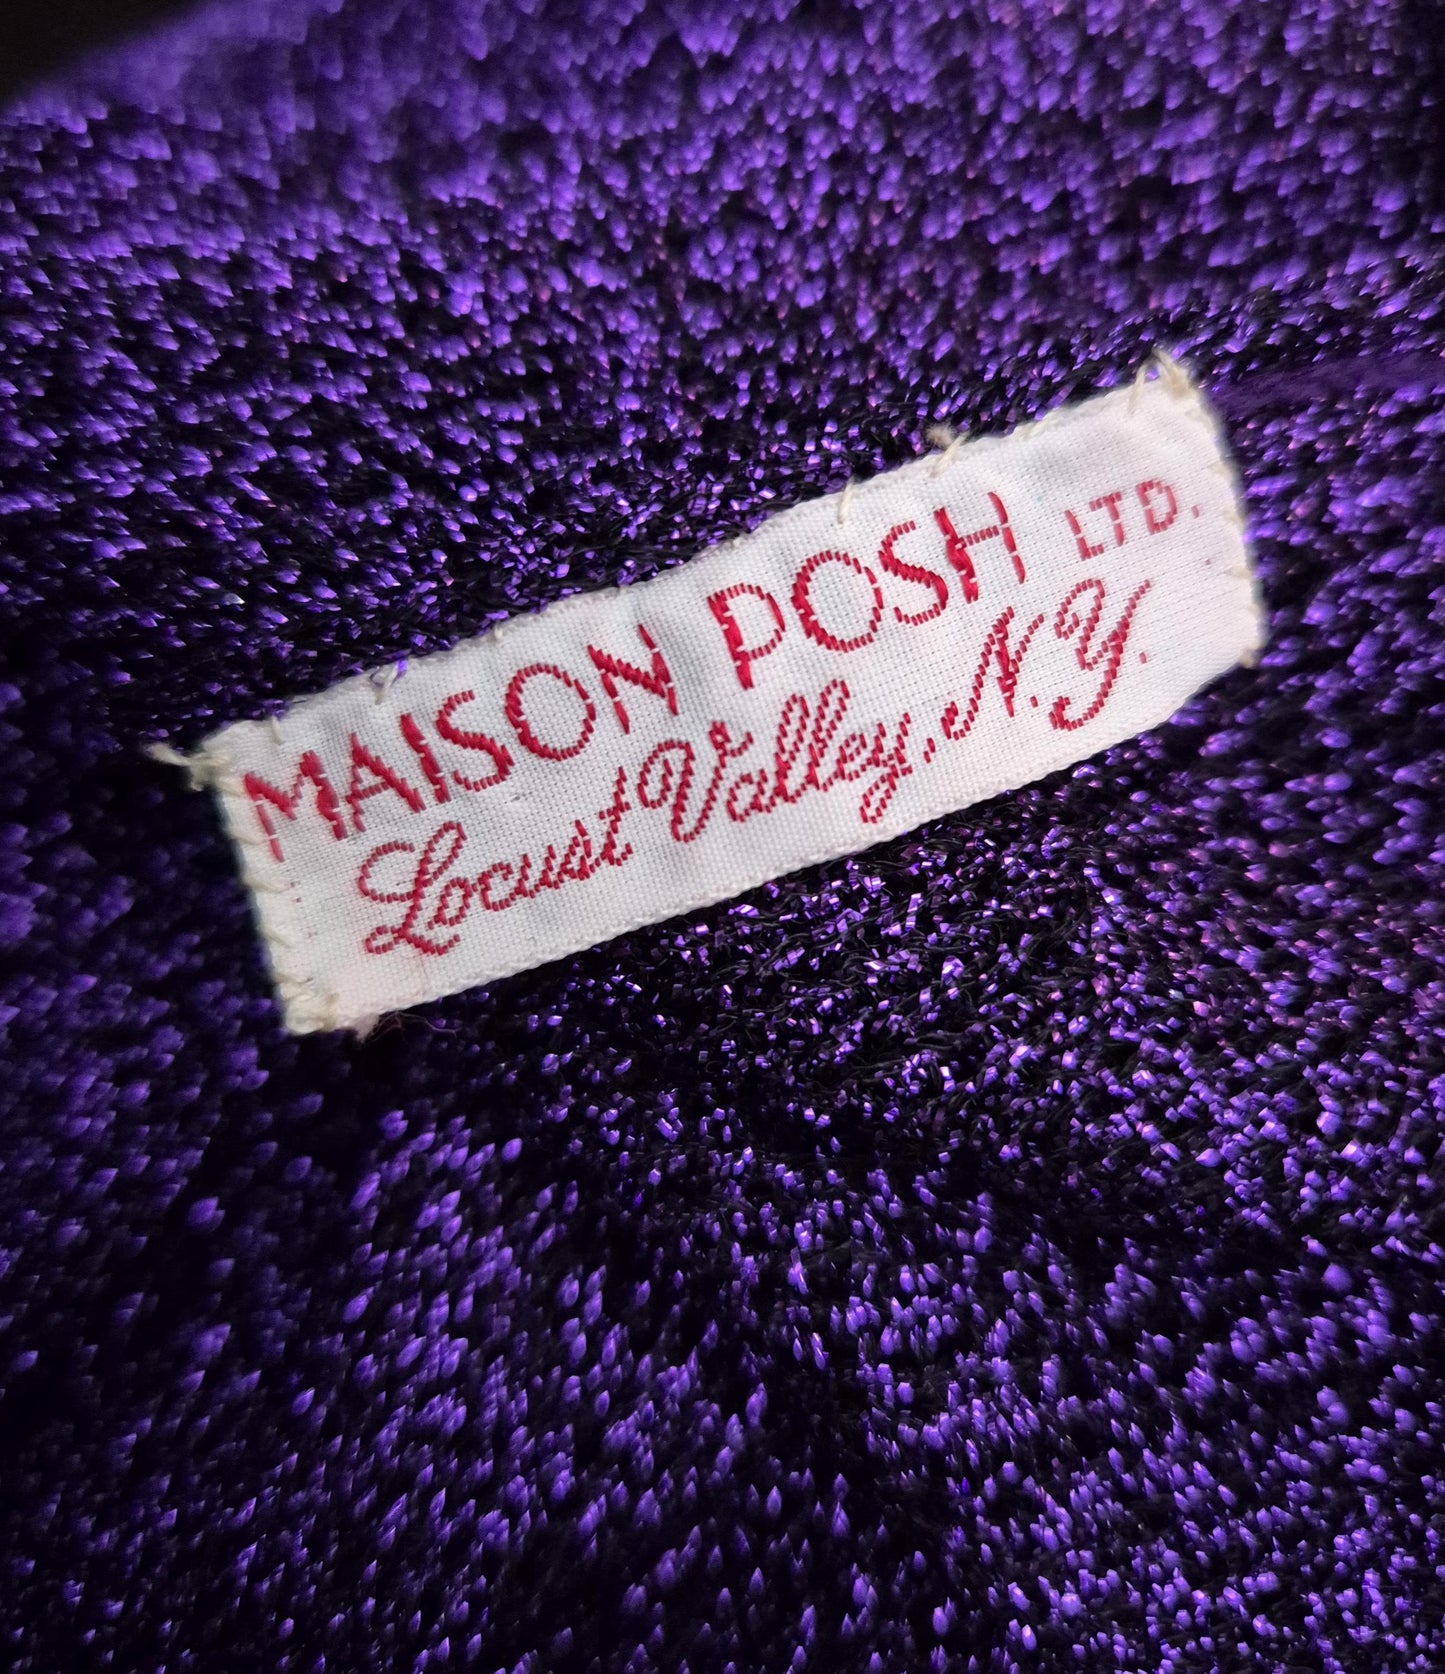 MAISON POSH LTD.
Locust Valley, N.Y.